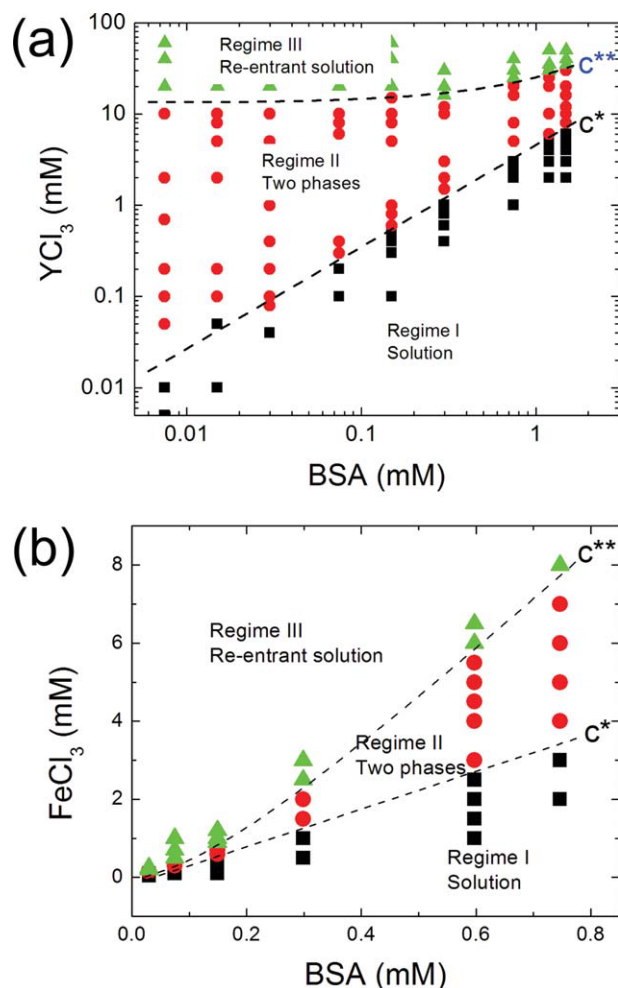 (a)
100
10
1
0.1
0.01
YCl₃ (mM)
Regime III
Re-entrant solution
C**
C*
Regime II
Two phases
Regime I
Solution
0.01
0.1
1
BSA (mM)
(b)
8
6
4
2
0
FeCl₃ (mM)
C**
Regime III
Re-entrant solution
C*
Regime II
Two phases
Regime I
Solution
0.0
0.2
0.4
0.6
0.8
BSA (mM)